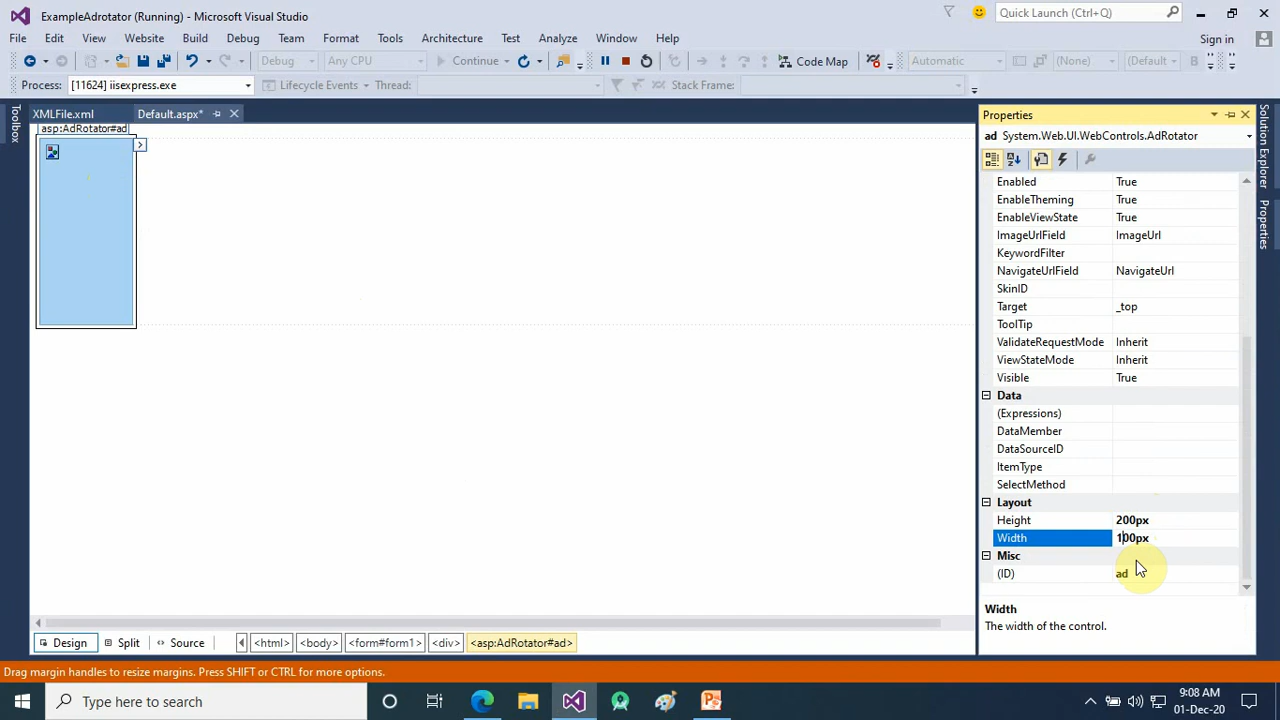 ExampleAdrotator (Running) - Microsoft Visual Studio
Quick Launch (Ctrl+Q)
File Edit View Website Build Debug Team Format Tools Architecture Test Analyze Window Help
Sign in
Debug Any CPU Continue Code Map Automatic (None) (Default
Process: [11624] iisexpress.exe Lifecycle Events Thread: Stack Frame:
Toolbox
XMLFile.xml Default.aspx*
asp:AdRotator#ad
Properties
ad System.Web.UI.WebControls.AdRotator
Enabled True
EnableTheming True
EnableViewState True
ImageUrlField ImageUrl
KeywordFilter
NavigateUrlField NavigateUrl
SkinID
Target _top
ToolTip
ValidateRequestMode Inherit
ViewStateMode Inherit
Visible True
Data
(Expressions)
DataMember
DataSourceID
ItemType
SelectMethod
Layout
Height 200px
Width 100px
Misc
(ID) ad
Width
The width of the control.
Solution Explorer
Properties
Design Split Source <html> <body> <form#form1> <div> <asp:AdRotator#ad>
Drag margin handles to resize margins. Press SHIFT or CTRL for more options.
Type here to search
9:08 AM
01-Dec-20